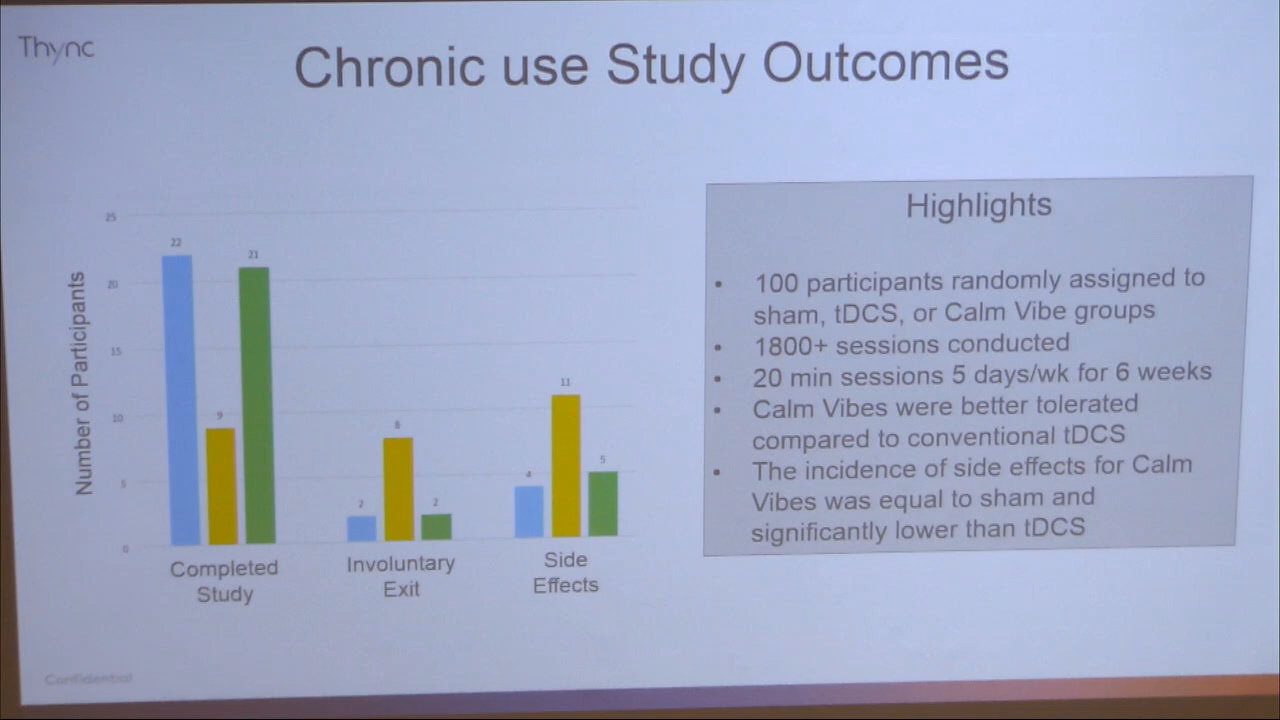 Thync
Chronic use Study Outcomes
Number of Participants
25
20
15
10
5
0
22
9
21
2
8
2
4
11
5
Completed
Study
Involuntary
Exit
Side
Effects
Highlights
• 100 participants randomly assigned to
sham, tDCS, or Calm Vibe groups
• 1800+ sessions conducted
• 20 min sessions 5 days/wk for 6 weeks
• Calm Vibes were better tolerated
compared to conventional tDCS
• The incidence of side effects for Calm
Vibes was equal to sham and
significantly lower than tDCS
Confidential